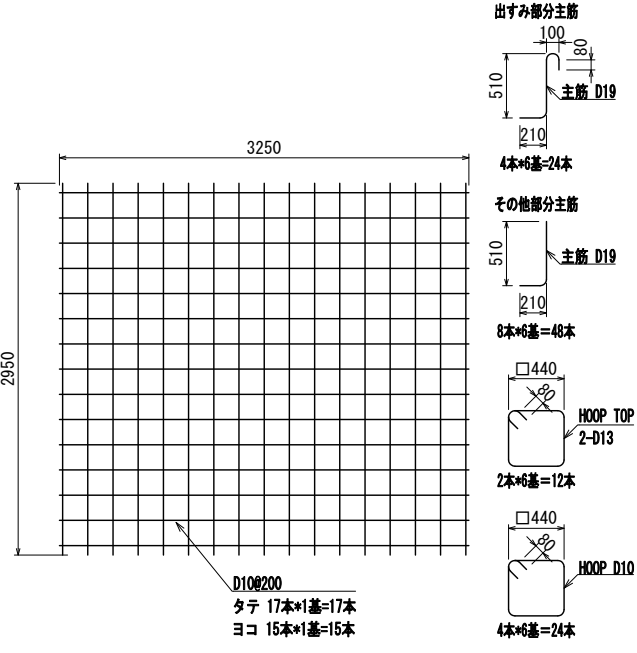 出すみ部分主筋
100
80
510
主筋 D19
210
4本*6基=24本
3250
2950
その他部分主筋
510
主筋 D19
210
8本*6基=48本
□440
80
HOOP TOP
2-D13
2本*6基=12本
□440
80
HOOP D10
4本*6基=24本
D10@200
タテ 17本*1基=17本
ヨコ 15本*1基=15本